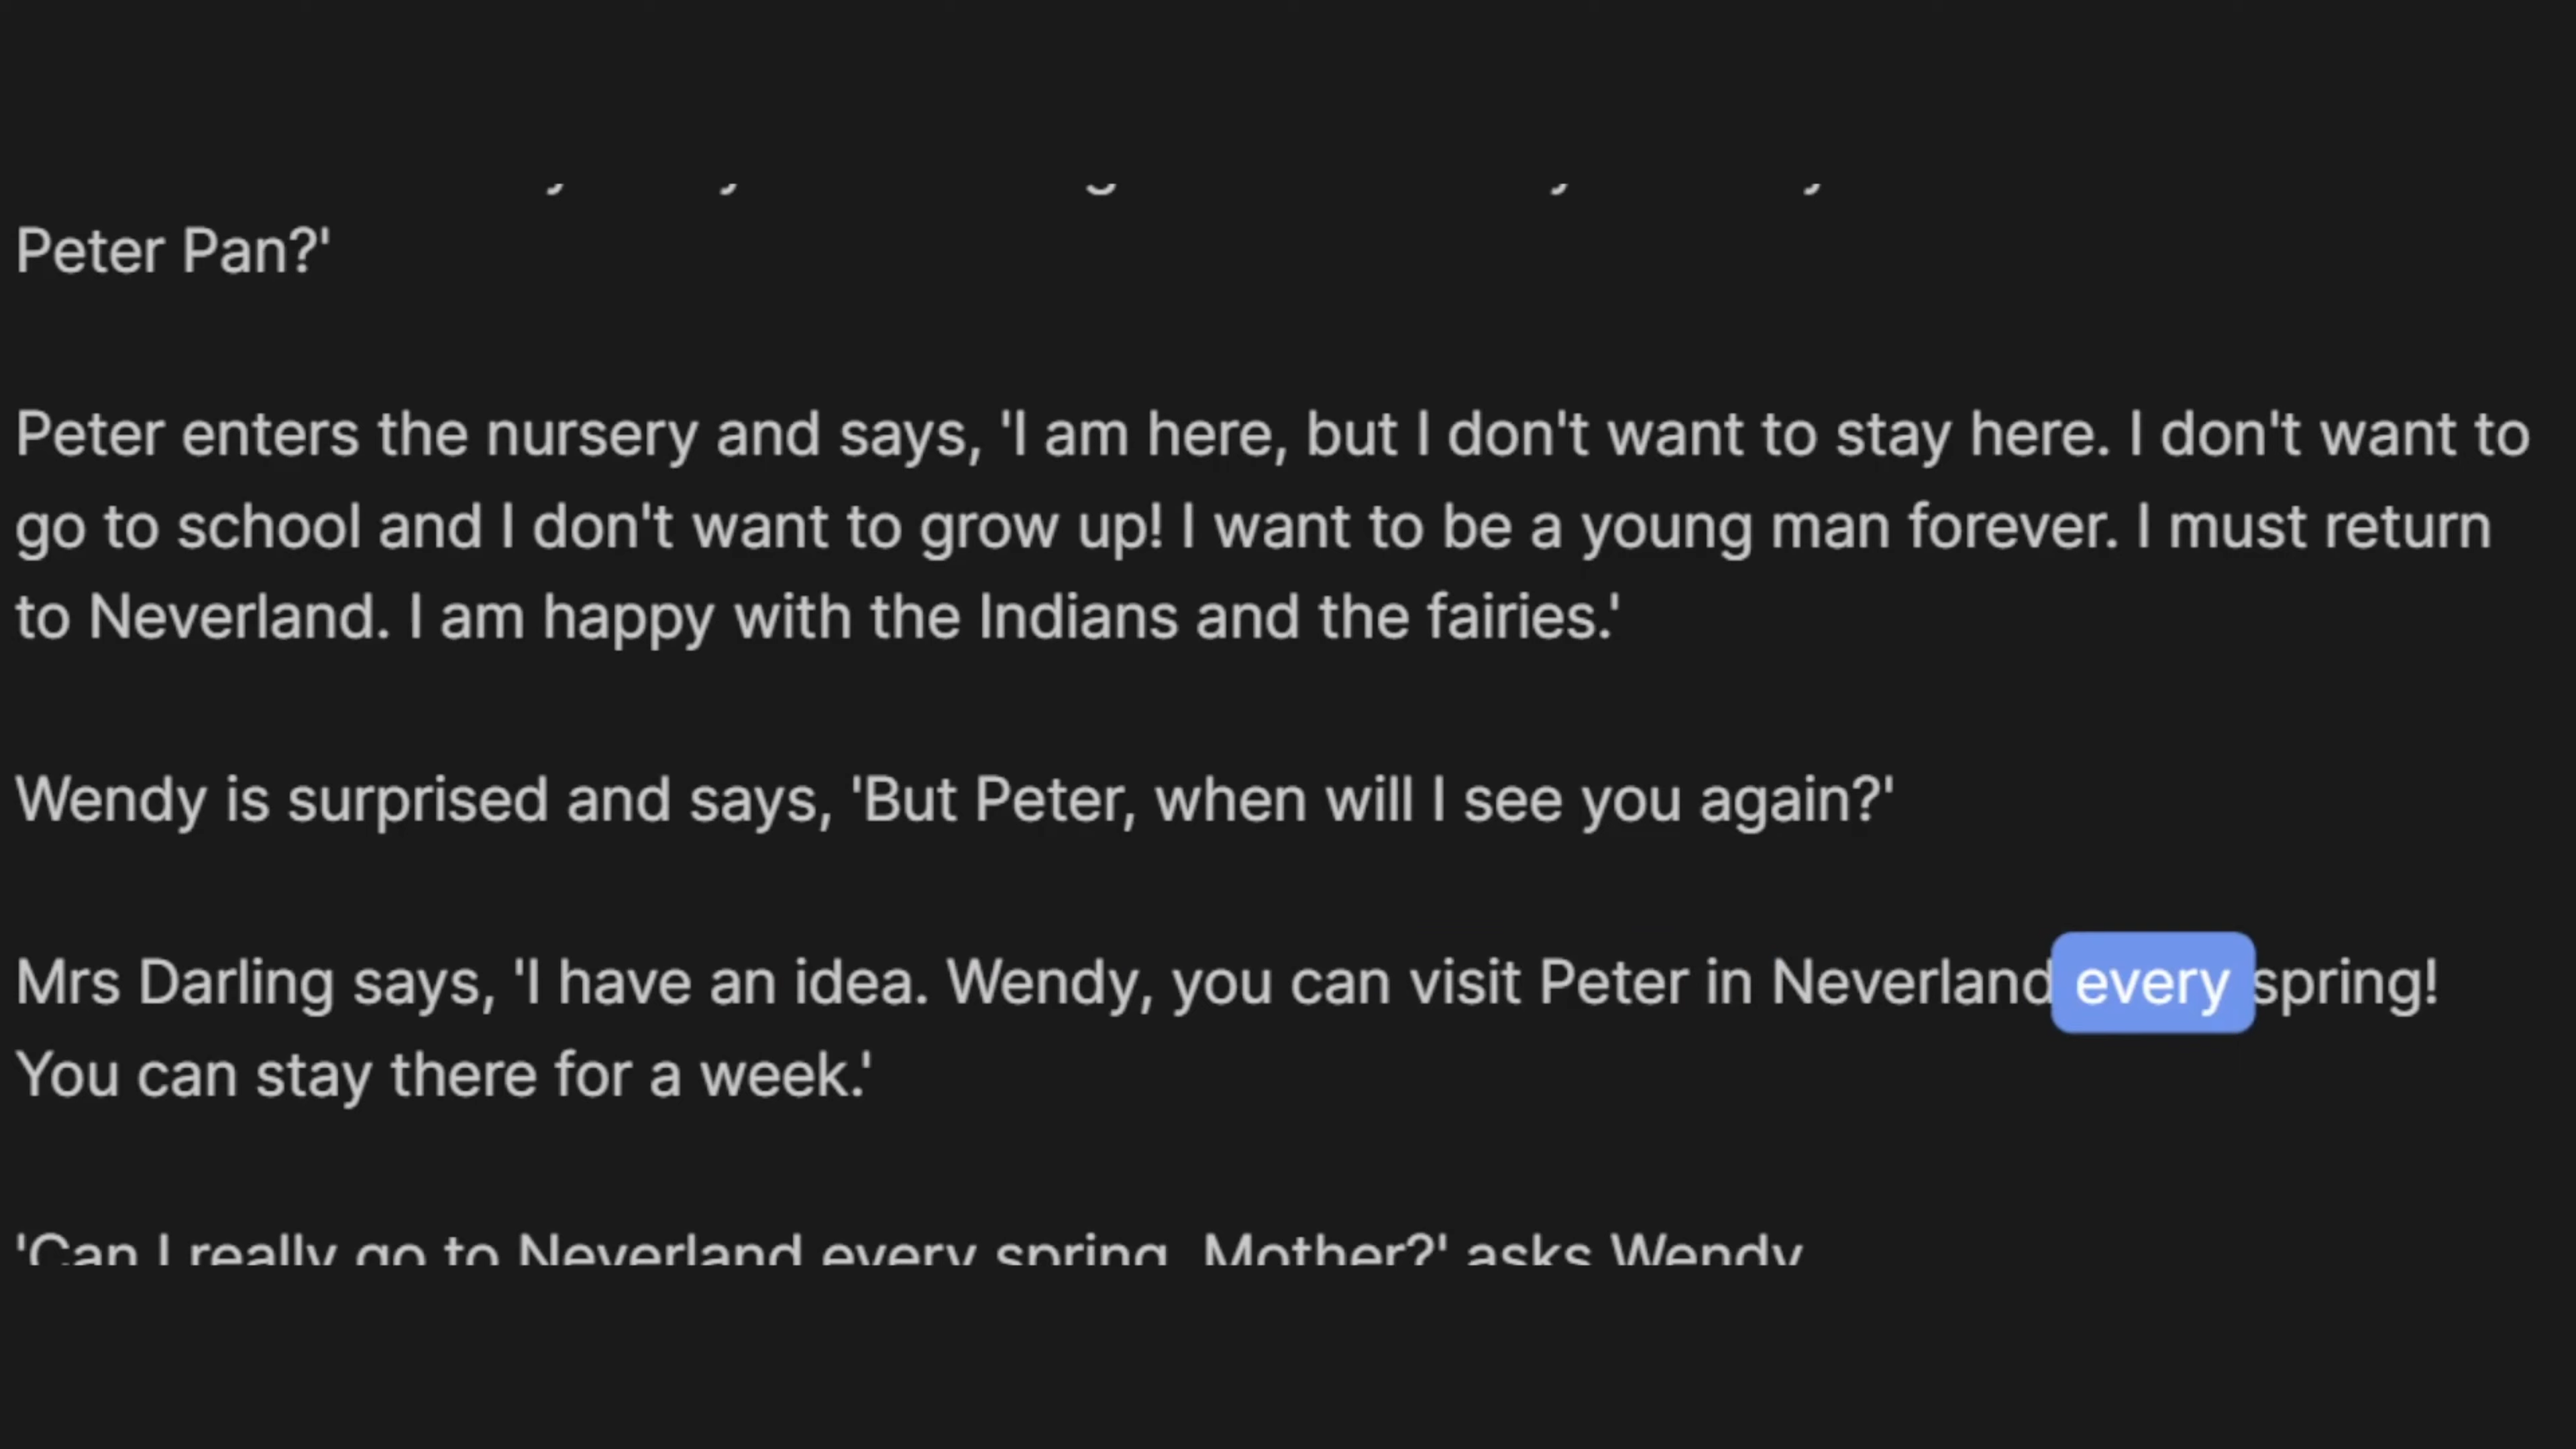 Peter Pan?'
Peter enters the nursery and says, 'I am here, but I don't want to stay here. I don't want to
go to school and I don't want to grow up! I want to be a young man forever. I must return
to Neverland. I am happy with the Indians and the fairies.'
Wendy is surprised and says, 'But Peter, when will I see you again?'
Mrs Darling says, 'I have an idea. Wendy, you can visit Peter in Neverland every spring!
You can stay there for a week.'
'Can I really go to Neverland every spring, Mother?' asks Wendy